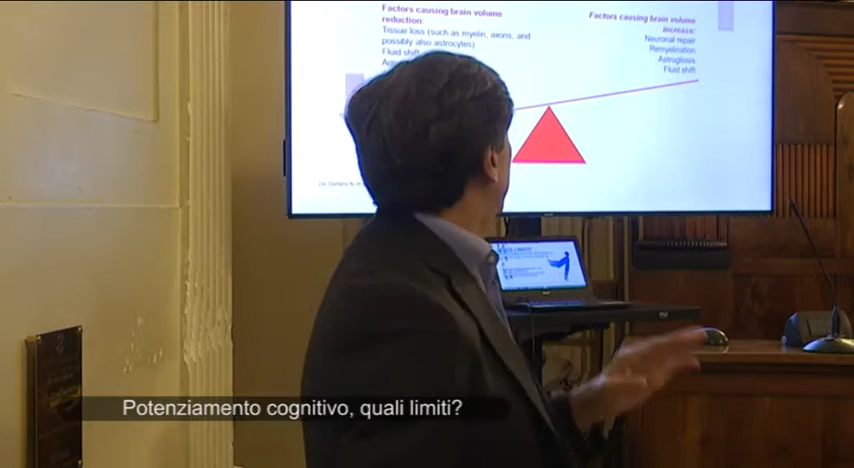 Factors causing brain volume
reduction:
Tissue loss (such as myelin, axons, and
possibly also astrocytes)
Fluid shift
Factors causing brain volume
increase:
Neuronal repair
Remyelination
Astrogliosis
Fluid shift
Potenziamento cognitivo, quali limiti?